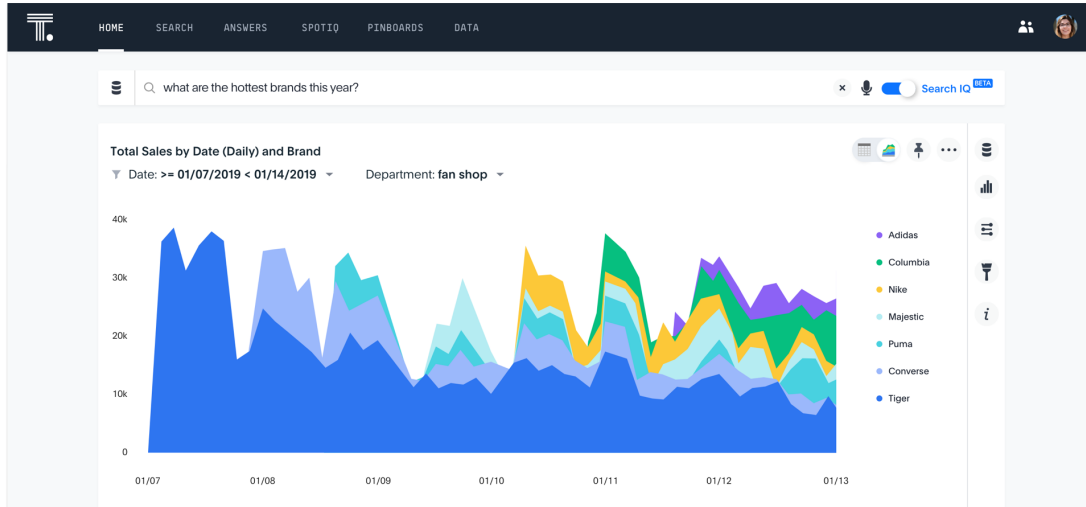 HOME SEARCH ANSWERS SPOTIQ PINBOARDS DATA
what are the hottest brands this year?
Search IQ BETA
Total Sales by Date (Daily) and Brand
Date: >= 01/07/2019 < 01/14/2019 Department: fan shop
40k
30k
20k
10k
0
01/07 01/08 01/09 01/10 01/11 01/12 01/13
Adidas
Columbia
Nike
Majestic
Puma
Converse
Tiger